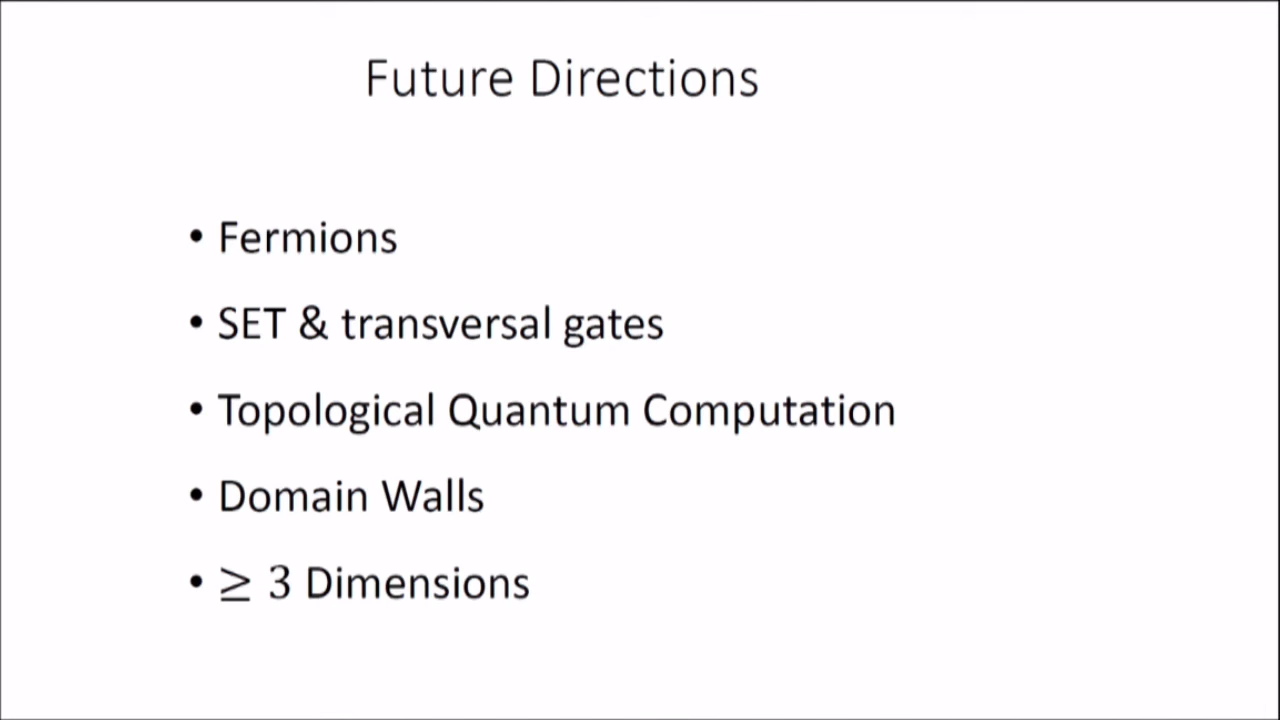 Future Directions
• Fermions
• SET & transversal gates
• Topological Quantum Computation
• Domain Walls
• ≥ 3 Dimensions